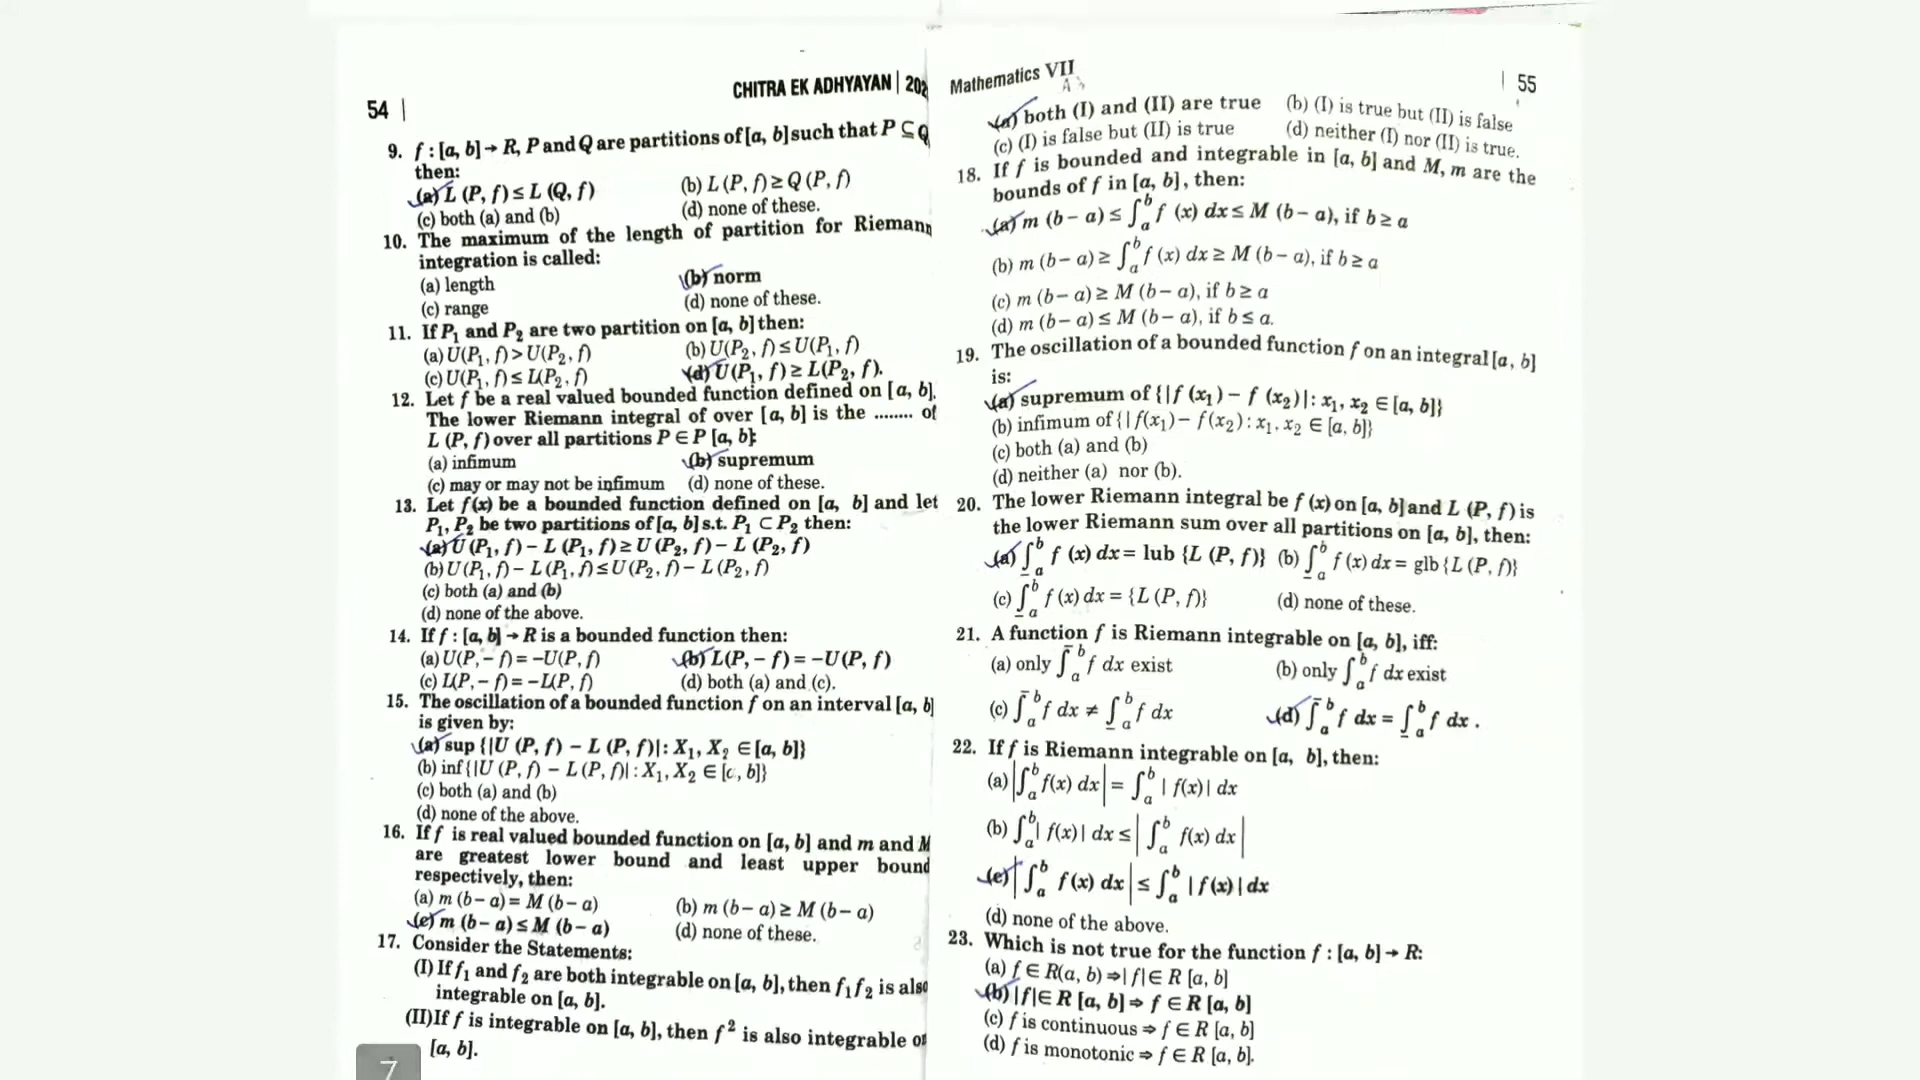 54 |
CHITRA EK ADHYAYAN | 202
9. f : [a, b] → R, P and Q are partitions of [a, b] such that P ⊆ Q
then:
(a) L (P, f) ≤ L (Q, f)
(b) L (P, f) ≥ Q (P, f)
(c) both (a) and (b)
(d) none of these.
10. The maximum of the length of partition for Riemann
integration is called:
(a) length
(b) norm
(c) range
(d) none of these.
11. If P₁ and P₂ are two partition on [a, b] then:
(a) U(P₁, f) > U(P₂, f)
(b) U(P₂, f) ≤ U(P₁, f)
(c) U(P₁, f) ≤ L(P₂, f)
(d) U(P₁, f) ≥ L(P₂, f).
12. Let f be a real valued bounded function defined on [a, b].
The lower Riemann integral of over [a, b] is the ........ of
L (P, f) over all partitions P ∈ P [a, b]:
(a) infimum
(b) supremum
(c) may or may not be infimum
(d) none of these.
13. Let f(x) be a bounded function defined on [a, b] and let
P₁, P₂ be two partitions of [a, b] s.t. P₁ ⊂ P₂ then:
(a) U (P₁, f) − L (P₁, f) ≥ U (P₂, f) − L (P₂, f)
(b) U (P₁, f) − L (P₁, f) ≤ U (P₂, f) − L (P₂, f)
(c) both (a) and (b)
(d) none of the above.
14. If f : [a, b] → R is a bounded function then:
(a) U(P, − f) = −U(P, f)
(b) L(P, − f) = −U(P, f)
(c) L(P, − f) = −L(P, f)
(d) both (a) and (c).
15. The oscillation of a bounded function f on an interval [a, b]
is given by:
(a) sup {|U (P, f) − L (P, f)| : X₁, X₂ ∈ [a, b]}
(b) inf {|U (P, f) − L (P, f)| : X₁, X₂ ∈ [c, b]}
(c) both (a) and (b)
(d) none of the above.
16. If f is real valued bounded function on [a, b] and m and M
are greatest lower bound and least upper bound
respectively, then:
(a) m (b − a) = M (b − a)
(b) m (b − a) ≥ M (b − a)
(c) m (b − a) ≤ M (b − a)
(d) none of these.
17. Consider the Statements:
(I) If f₁ and f₂ are both integrable on [a, b], then f₁ f₂ is also
integrable on [a, b].
(II) If f is integrable on [a, b], then f² is also integrable on
[a, b].
7
Mathematics VII
| 55
(a) both (I) and (II) are true
(b) (I) is true but (II) is false
(c) (I) is false but (II) is true
(d) neither (I) nor (II) is true.
18. If f is bounded and integrable in [a, b] and M, m are the
bounds of f in [a, b], then:
(a) m (b − a) ≤ ∫ₐᵇ f (x) dx ≤ M (b − a), if b ≥ a
(b) m (b − a) ≥ ∫ₐᵇ f (x) dx ≥ M (b − a), if b ≥ a
(c) m (b − a) ≥ M (b − a), if b ≥ a
(d) m (b − a) ≤ M (b − a), if b ≤ a.
19. The oscillation of a bounded function f on an integral [a, b]
is:
(a) supremum of {|f (x₁) − f (x₂)| : x₁, x₂ ∈ [a, b]}
(b) infimum of {| f(x₁) − f(x₂) : x₁, x₂ ∈ [a, b]}
(c) both (a) and (b)
(d) neither (a) nor (b).
20. The lower Riemann integral be f (x) on [a, b] and L (P, f) is
the lower Riemann sum over all partitions on [a, b], then:
(a) ∫̲ₐᵇ f (x) dx = lub {L (P, f)}
(b) ∫̲ₐᵇ f (x) dx = glb {L (P, f)}
(c) ∫̲ₐᵇ f (x) dx = {L (P, f)}
(d) none of these.
21. A function f is Riemann integrable on [a, b], iff:
(a) only ∫̅ₐᵇ f dx exist
(b) only ∫̲ₐᵇ f dx exist
(c) ∫̅ₐᵇ f dx ≠ ∫̲ₐᵇ f dx
(d) ∫̅ₐᵇ f dx = ∫̲ₐᵇ f dx .
22. If f is Riemann integrable on [a, b], then:
(a) |∫ₐᵇ f(x) dx| = ∫ₐᵇ | f(x)| dx
(b) ∫ₐᵇ | f(x)| dx ≤ |∫ₐᵇ f(x) dx|
(c) |∫ₐᵇ f(x) dx| ≤ ∫ₐᵇ | f(x)| dx
(d) none of the above.
23. Which is not true for the function f : [a, b] → R:
(a) f ∈ R(a, b) ⇒ | f| ∈ R [a, b]
(b) |f| ∈ R [a, b] ⇒ f ∈ R [a, b]
(c) f is continuous ⇒ f ∈ R [a, b]
(d) f is monotonic ⇒ f ∈ R [a, b].